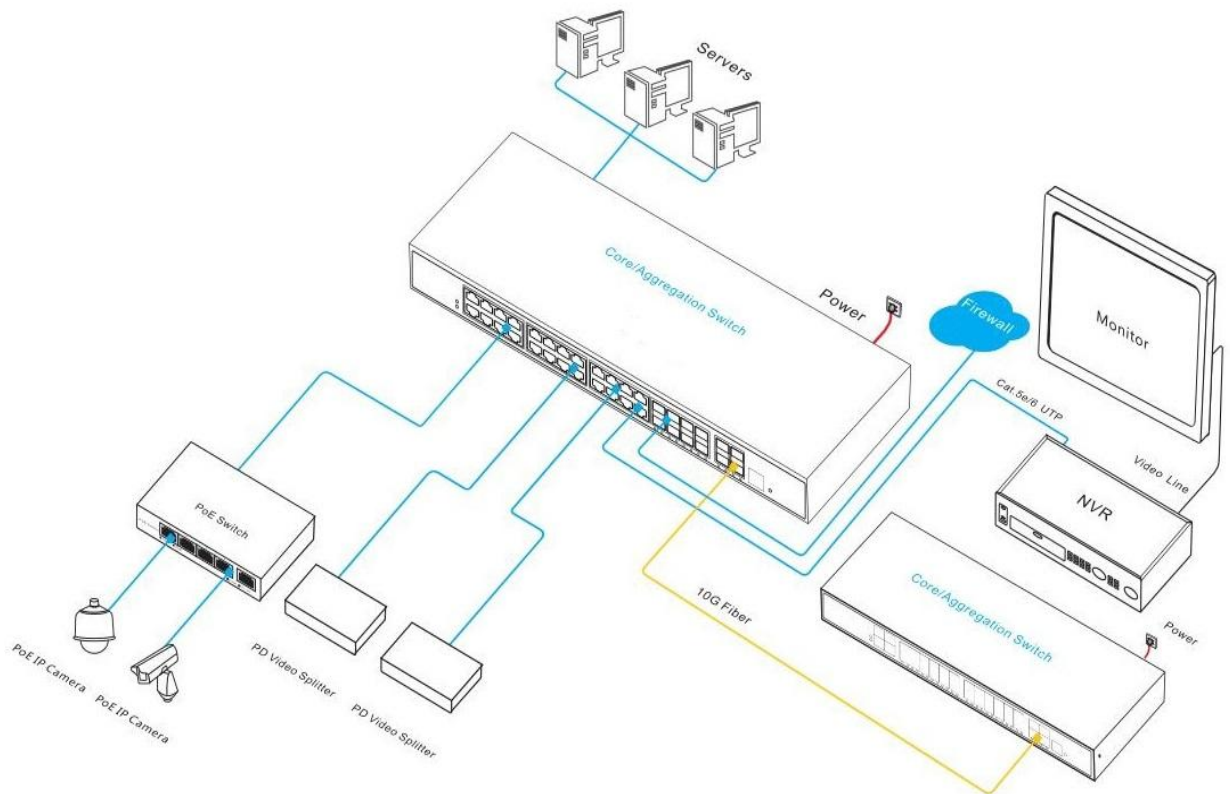 Servers
Core/Aggregation Switch
Power
Firewall
Monitor
Cat.5e/6 UTP
Video Line
NVR
PoE Switch
10G Fiber
Core/Aggregation Switch
Power
PoE IP Camera
PoE IP Camera
PD Video Splitter
PD Video Splitter